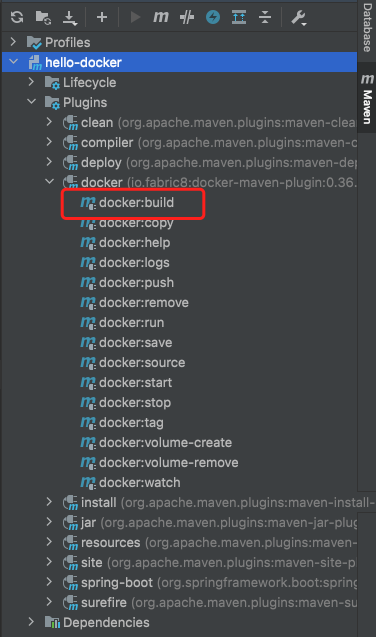 Profiles
hello-docker
Lifecycle
Plugins
clean (org.apache.maven.plugins:maven-clea
compiler (org.apache.maven.plugins:maven-c
deploy (org.apache.maven.plugins:maven-dep
docker (io.fabric8:docker-maven-plugin:0.36.
docker:build
docker:copy
docker:help
docker:logs
docker:push
docker:remove
docker:run
docker:save
docker:source
docker:start
docker:stop
docker:tag
docker:volume-create
docker:volume-remove
docker:watch
install (org.apache.maven.plugins:maven-install-
jar (org.apache.maven.plugins:maven-jar-plug
resources (org.apache.maven.plugins:maven-
site (org.apache.maven.plugins:maven-site-p
spring-boot (org.springframework.boot:spring
surefire (org.apache.maven.plugins:maven-su
Dependencies
Database
m Maven